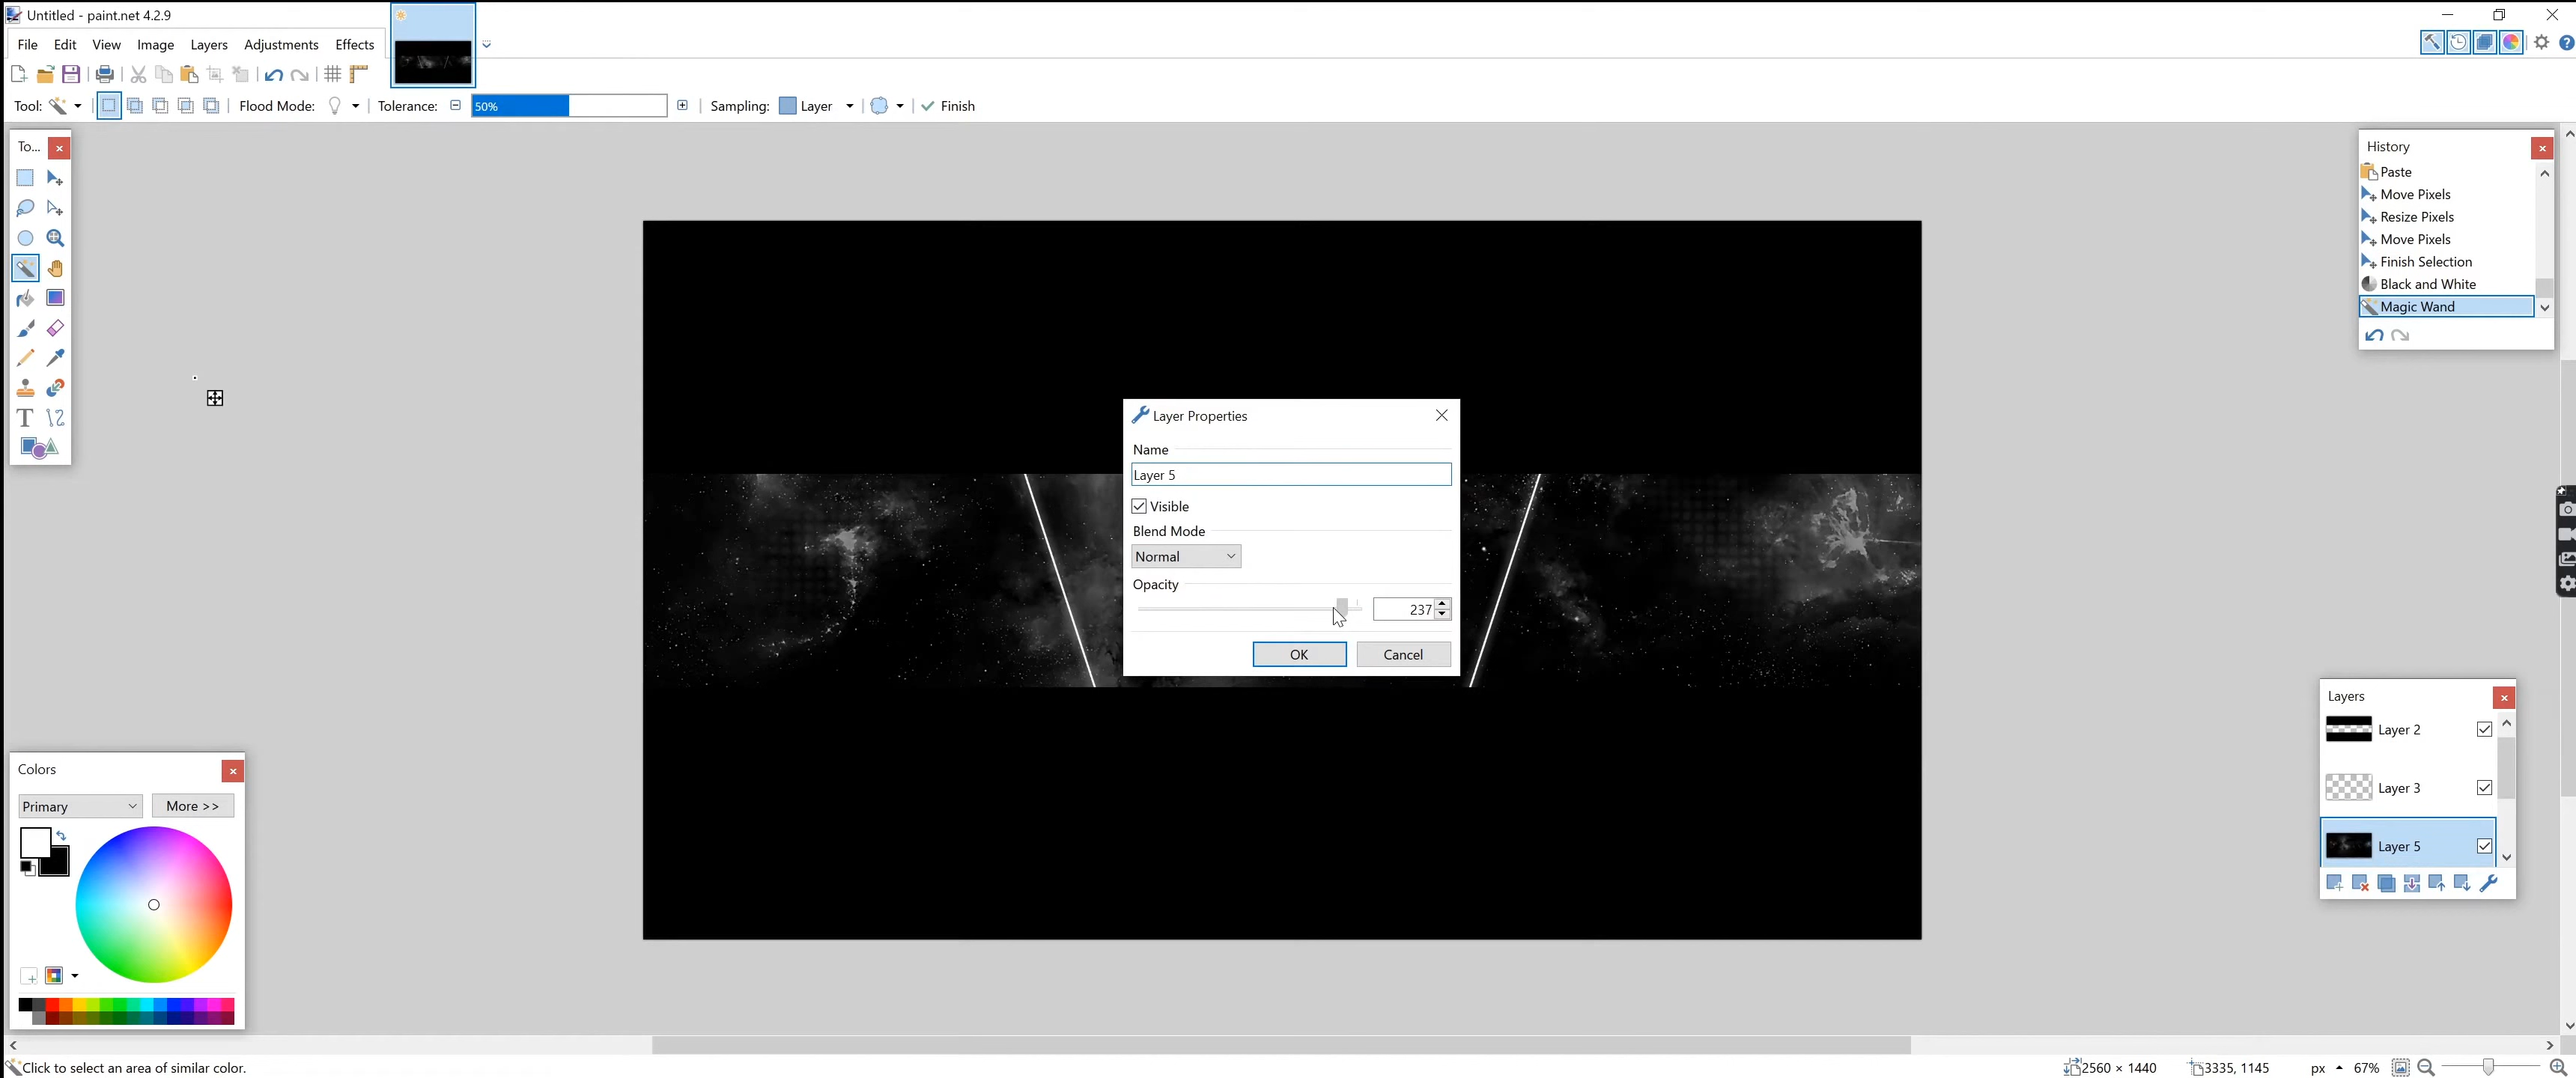 Untitled - paint.net 4.2.9
File Edit View Image Layers Adjustments Effects
Tool: Flood Mode: Tolerance: 50% Sampling: Layer Finish
To...
History
Paste
Move Pixels
Resize Pixels
Move Pixels
Finish Selection
Black and White
Magic Wand
Layer Properties
Name
Layer 5
Visible
Blend Mode
Normal
Opacity
237
OK Cancel
Layers
Layer 2
Layer 3
Layer 5
Colors
Primary More >>
Click to select an area of similar color. 2560 × 1440 3335, 1145 px 67%